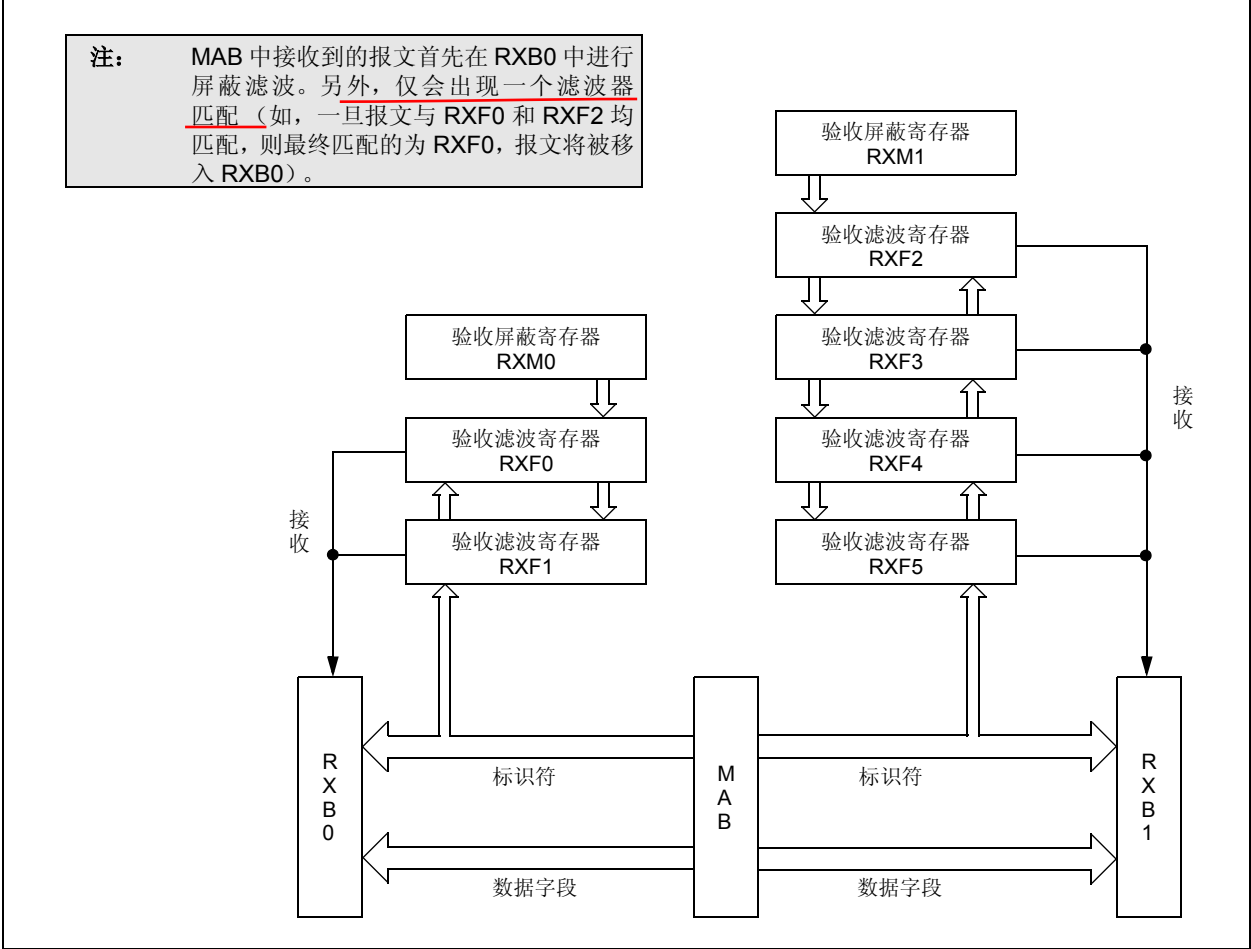 注： MAB 中接收到的报文首先在 RXB0 中进行
屏蔽滤波。另外，仅会出现一个滤波器
匹配（如，一旦报文与 RXF0 和 RXF2 均
匹配，则最终匹配的为 RXF0，报文将被移
入 RXB0）。
验收屏蔽寄存器
RXM1
验收滤波寄存器
RXF2
验收屏蔽寄存器
RXM0
验收滤波寄存器
RXF3
接收
验收滤波寄存器
RXF0
验收滤波寄存器
RXF4
接收
验收滤波寄存器
RXF1
验收滤波寄存器
RXF5
RXB0
标识符
MAB
标识符
RXB1
数据字段
数据字段